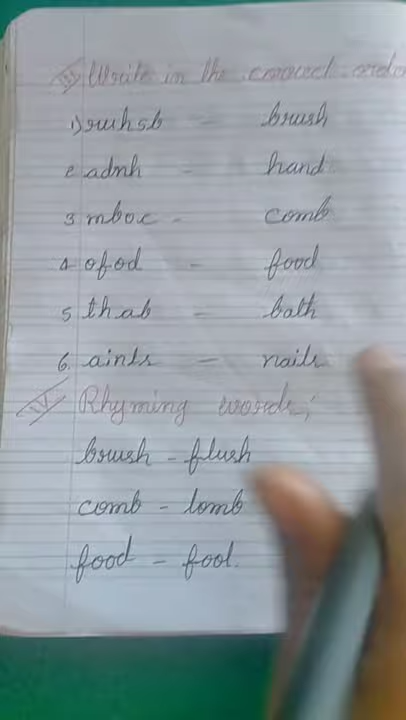 Write in the correct order
1) ruhsb - brush
2 adnh - hand
3 mboc - comb
4 ofod - food
5 thab - bath
6. ainls - nails
IV Rhyming words;
brush - flush
comb - lomb
food - fool.